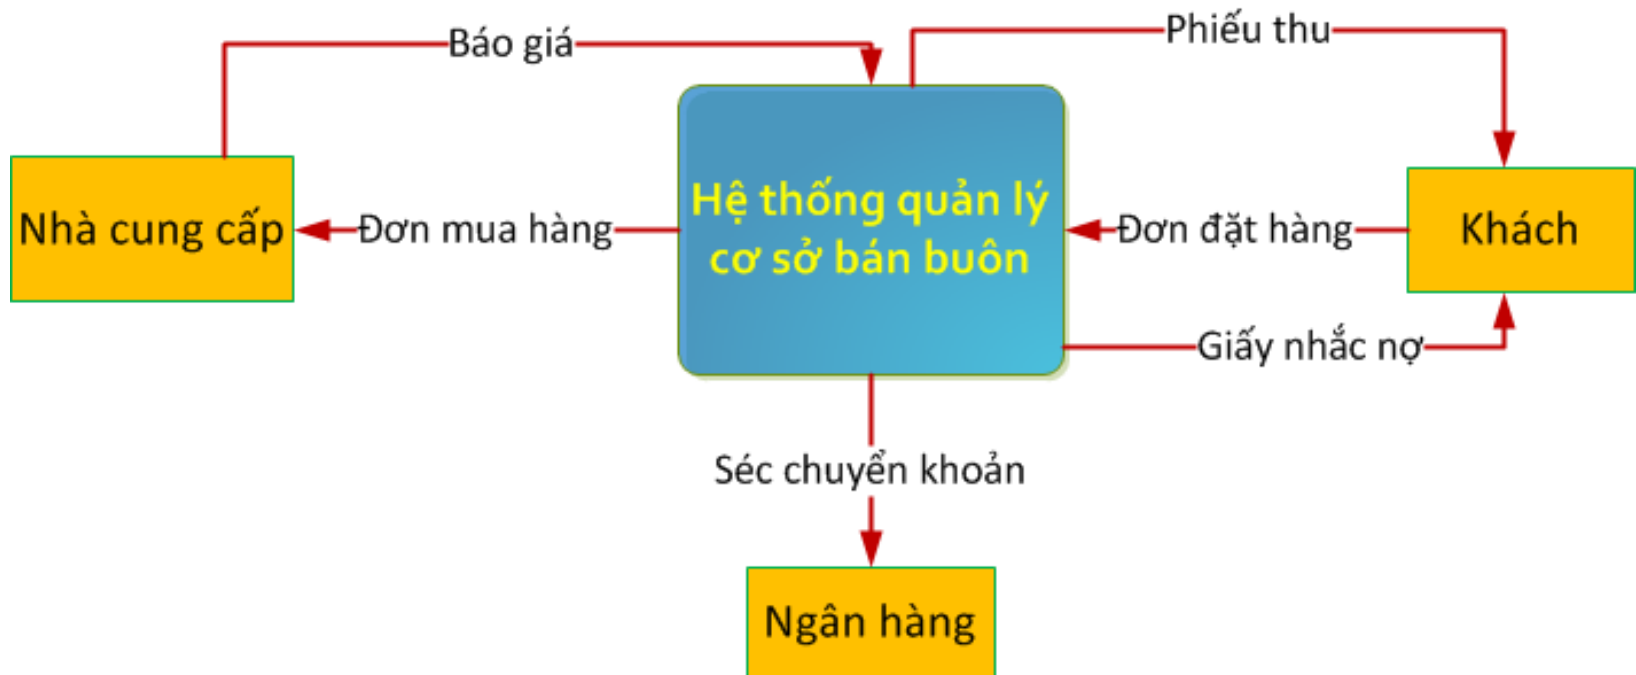 Báo giá
Phiếu thu
Nhà cung cấp
Đơn mua hàng
Hệ thống quản lý
cơ sở bán buôn
Đơn đặt hàng
Khách
Giấy nhắc nợ
Séc chuyển khoản
Ngân hàng